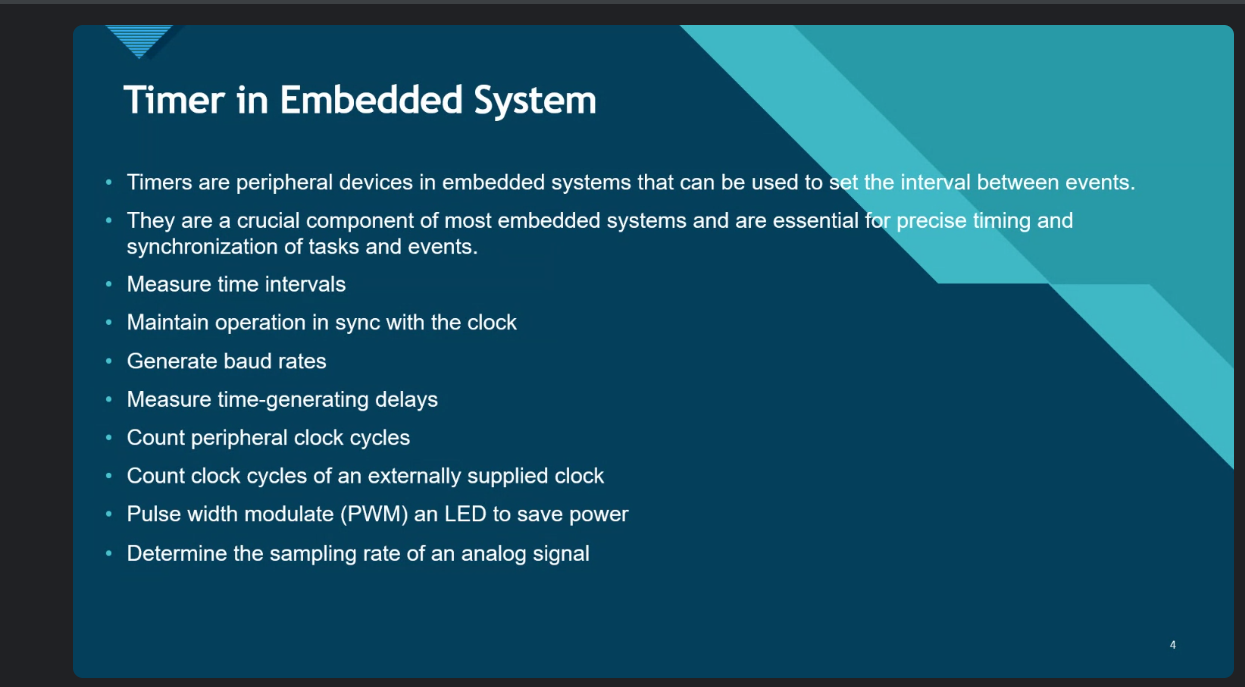 Timer in Embedded System
• Timers are peripheral devices in embedded systems that can be used to set the interval between events.
• They are a crucial component of most embedded systems and are essential for precise timing and
synchronization of tasks and events.
• Measure time intervals
• Maintain operation in sync with the clock
• Generate baud rates
• Measure time-generating delays
• Count peripheral clock cycles
• Count clock cycles of an externally supplied clock
• Pulse width modulate (PWM) an LED to save power
• Determine the sampling rate of an analog signal
4